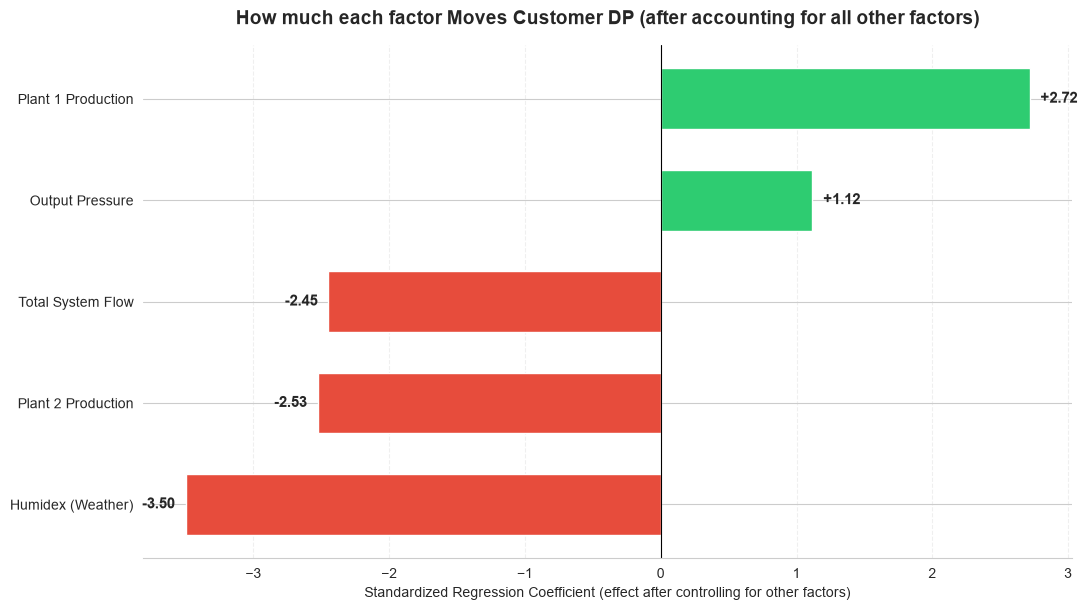 How much each factor Moves Customer DP (after accounting for all other factors)
Plant 1 Production
+2.72
Output Pressure
+1.12
Total System Flow
-2.45
Plant 2 Production
-2.53
Humidex (Weather)
-3.50
−3
−2
−1
0
1
2
3
Standardized Regression Coefficient (effect after controlling for other factors)